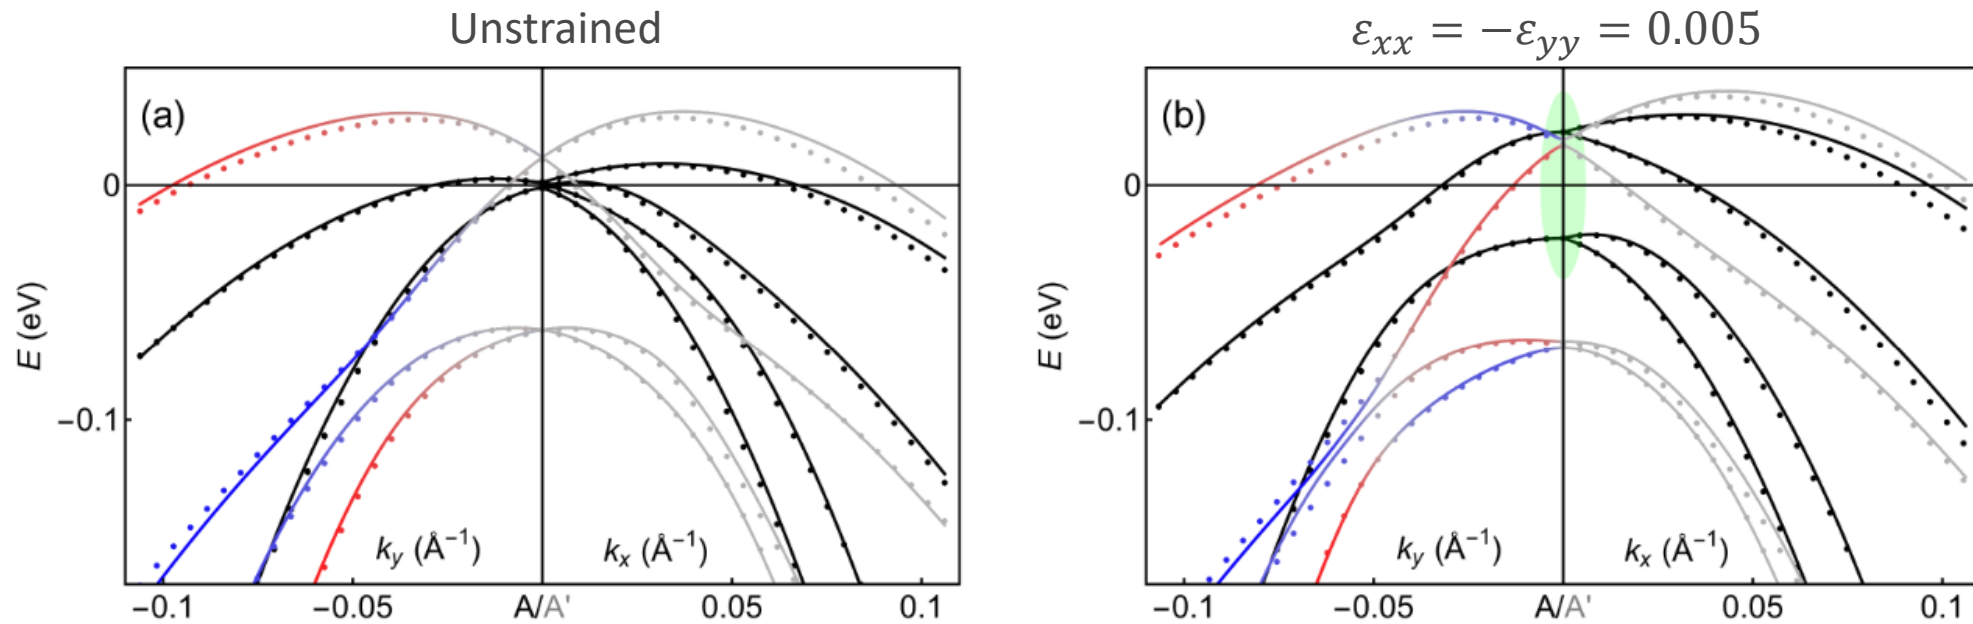 Unstrained
εxx = −εyy = 0.005
(a)
0
−0.1
E (eV)
ky (Å⁻¹)
kx (Å⁻¹)
−0.1
−0.05
A/A'
0.05
0.1
(b)
0
−0.1
E (eV)
ky (Å⁻¹)
kx (Å⁻¹)
−0.1
−0.05
A/A'
0.05
0.1